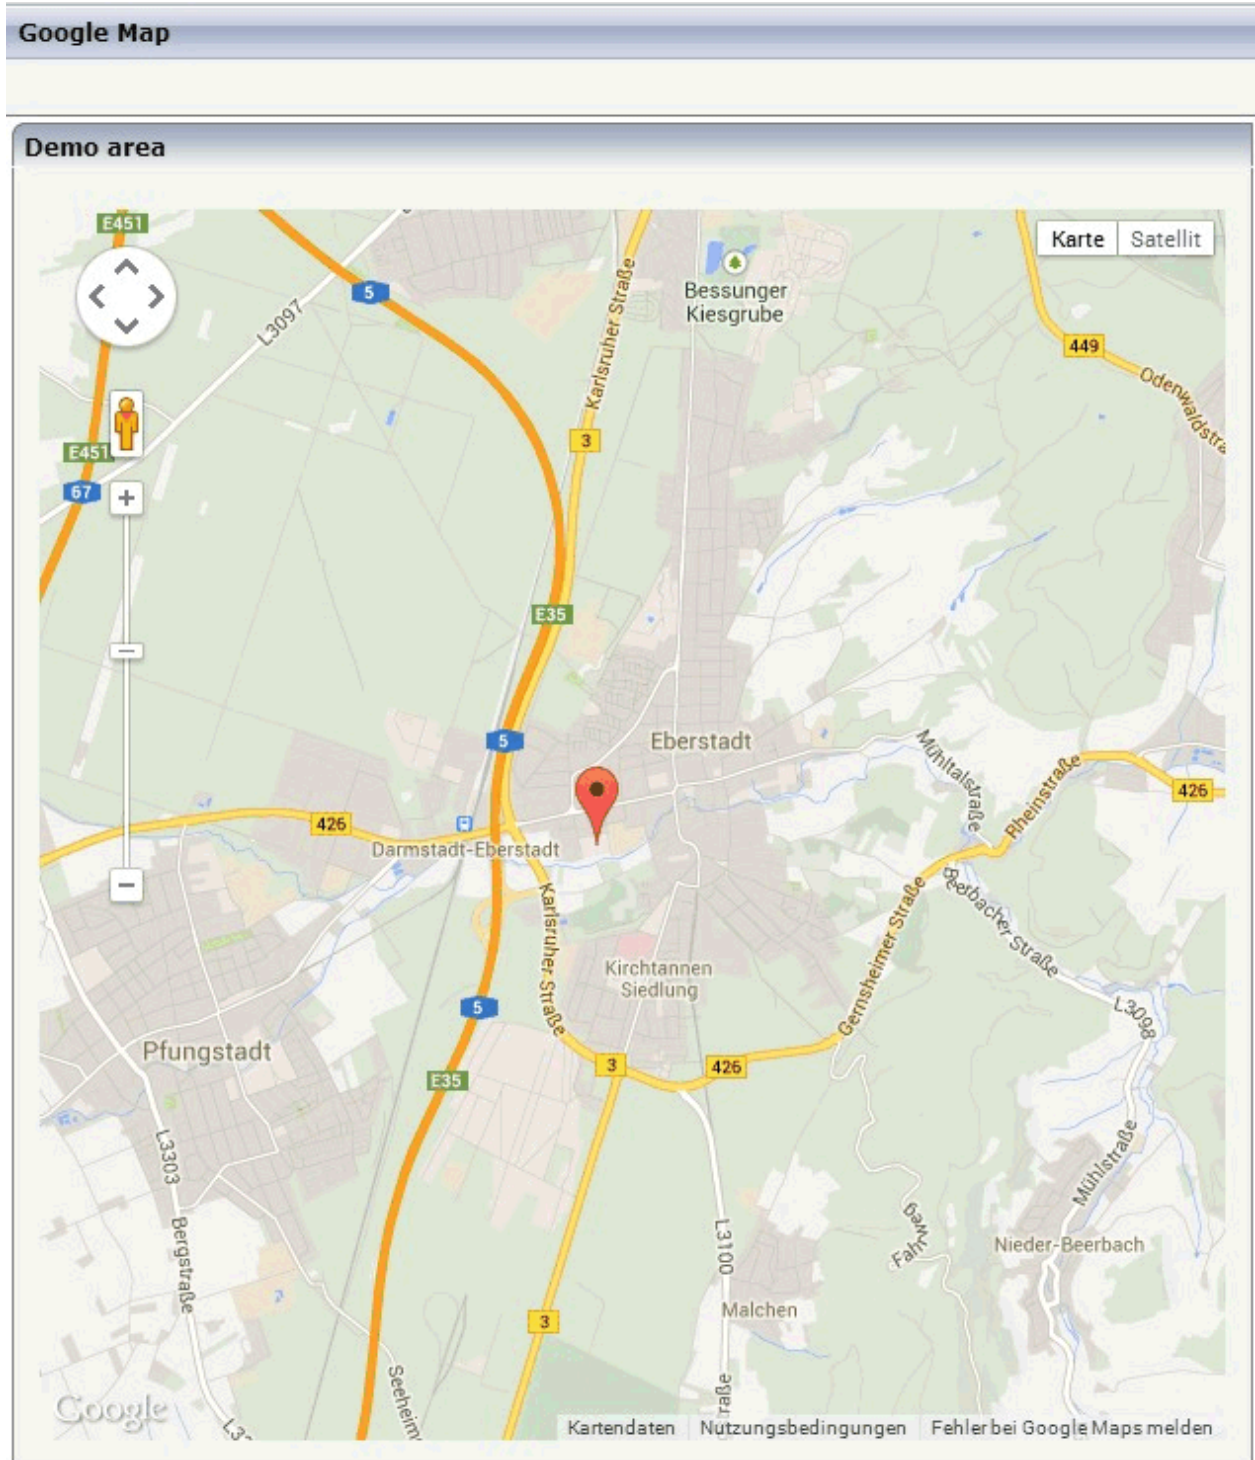 Google Map
Demo area
E451
Karte
Satellit
5
L3097
Karlsruher Straße
Bessunger
Kiesgrube
449
Odenwaldstra
3
E451
67
+
E35
5
Eberstadt
Mühltalstraße
Rheinstraße
426
426
Darmstadt-Eberstadt
−
Karlsruher Straße
Gernsheimer Straße
Beerbacher Straße
Kirchtannen
Siedlung
L3098
5
Pfungstadt
E35
3
426
L3303
Bergstraße
L3100
Fahrweg
Mühlstraße
Nieder-Beerbach
Malchen
3
Seeheim
raße
Google
L33
Kartendaten
Nutzungsbedingungen
Fehler bei Google Maps melden